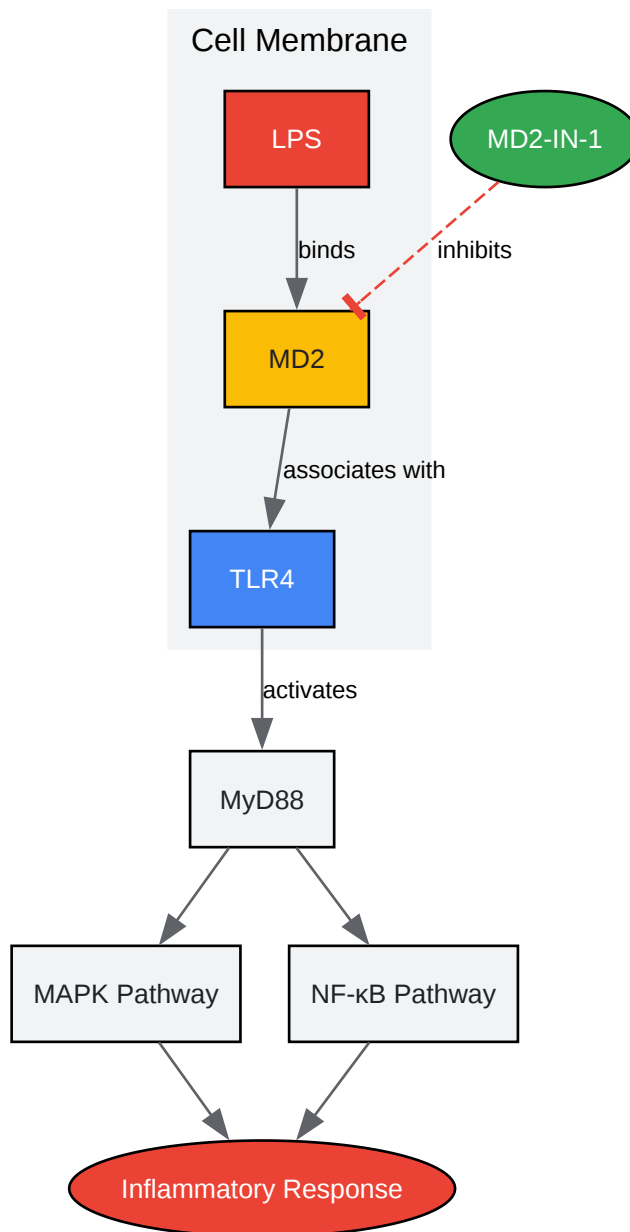 Cell Membrane
LPS
MD2-IN-1
binds
inhibits
MD2
associates with
TLR4
activates
MyD88
MAPK Pathway
NF-κB Pathway
Inflammatory Response